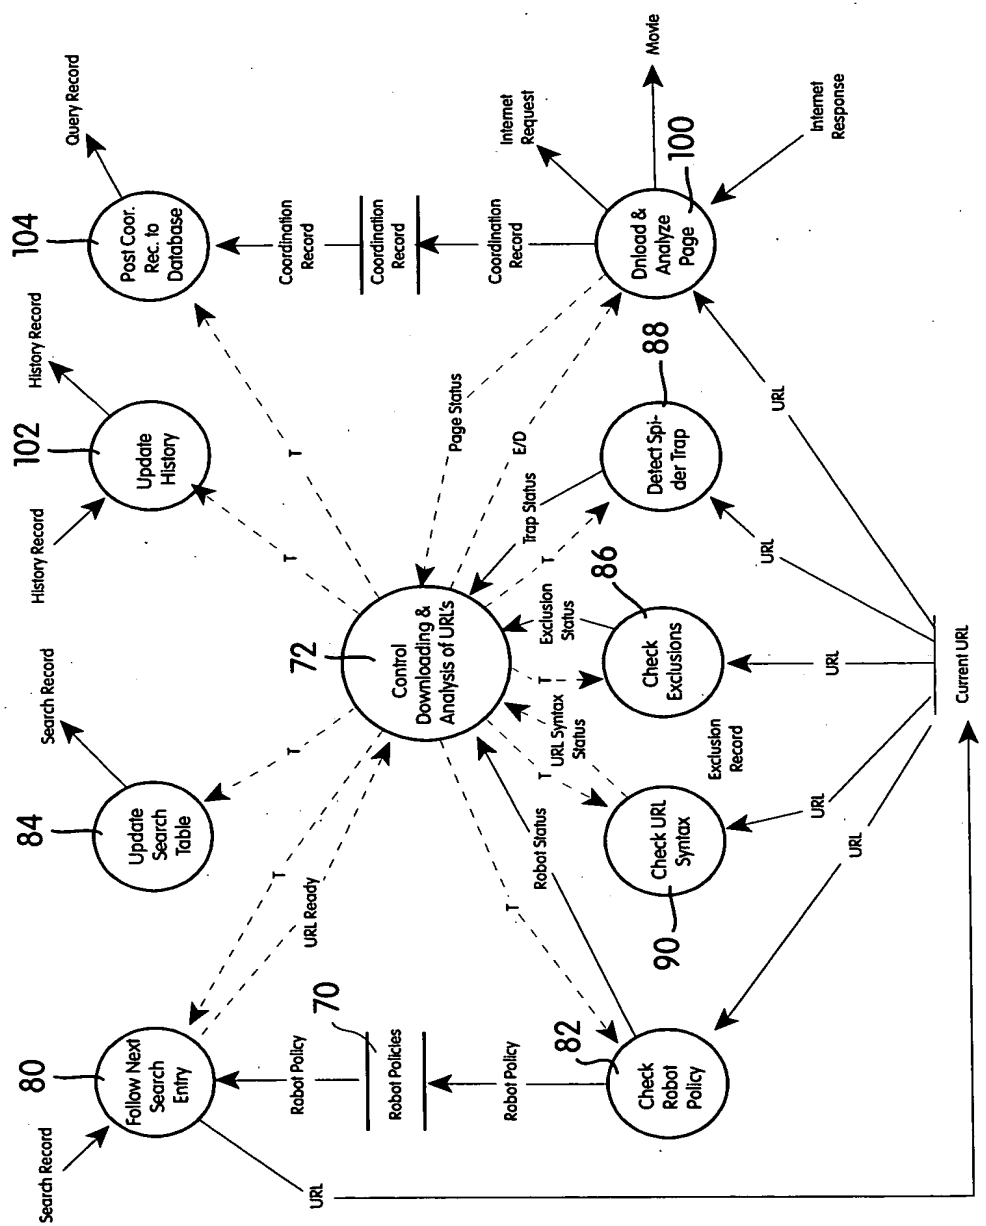 Search Record
80
Follow Next
Search
Entry
84
Update
Search
Table
Search Record
History Record
102
Update
History
History Record
104
Post Coor.
Rec. to
Database
Query Record
T
URL Ready
T
T
T
72
Control
Downloading &
Analysis of URL's
Robot Policy
70
Robot Policies
Robot Policy
Coordination
Record
Coordination
Record
Coordination
Record
T
Robot Status
T
URL Syntax
Status
T
Exclusion
Status
T
Trap Status
E/D
Page Status
82
Check
Robot
Policy
90
Check URL
Syntax
Exclusion
Record
86
Check
Exclusions
88
Detect Spi-
der Trap
100
Dnload &
Analyze
Page
Internet
Request
Movie
Internet
Response
URL
URL
URL
URL
URL
URL
Current URL